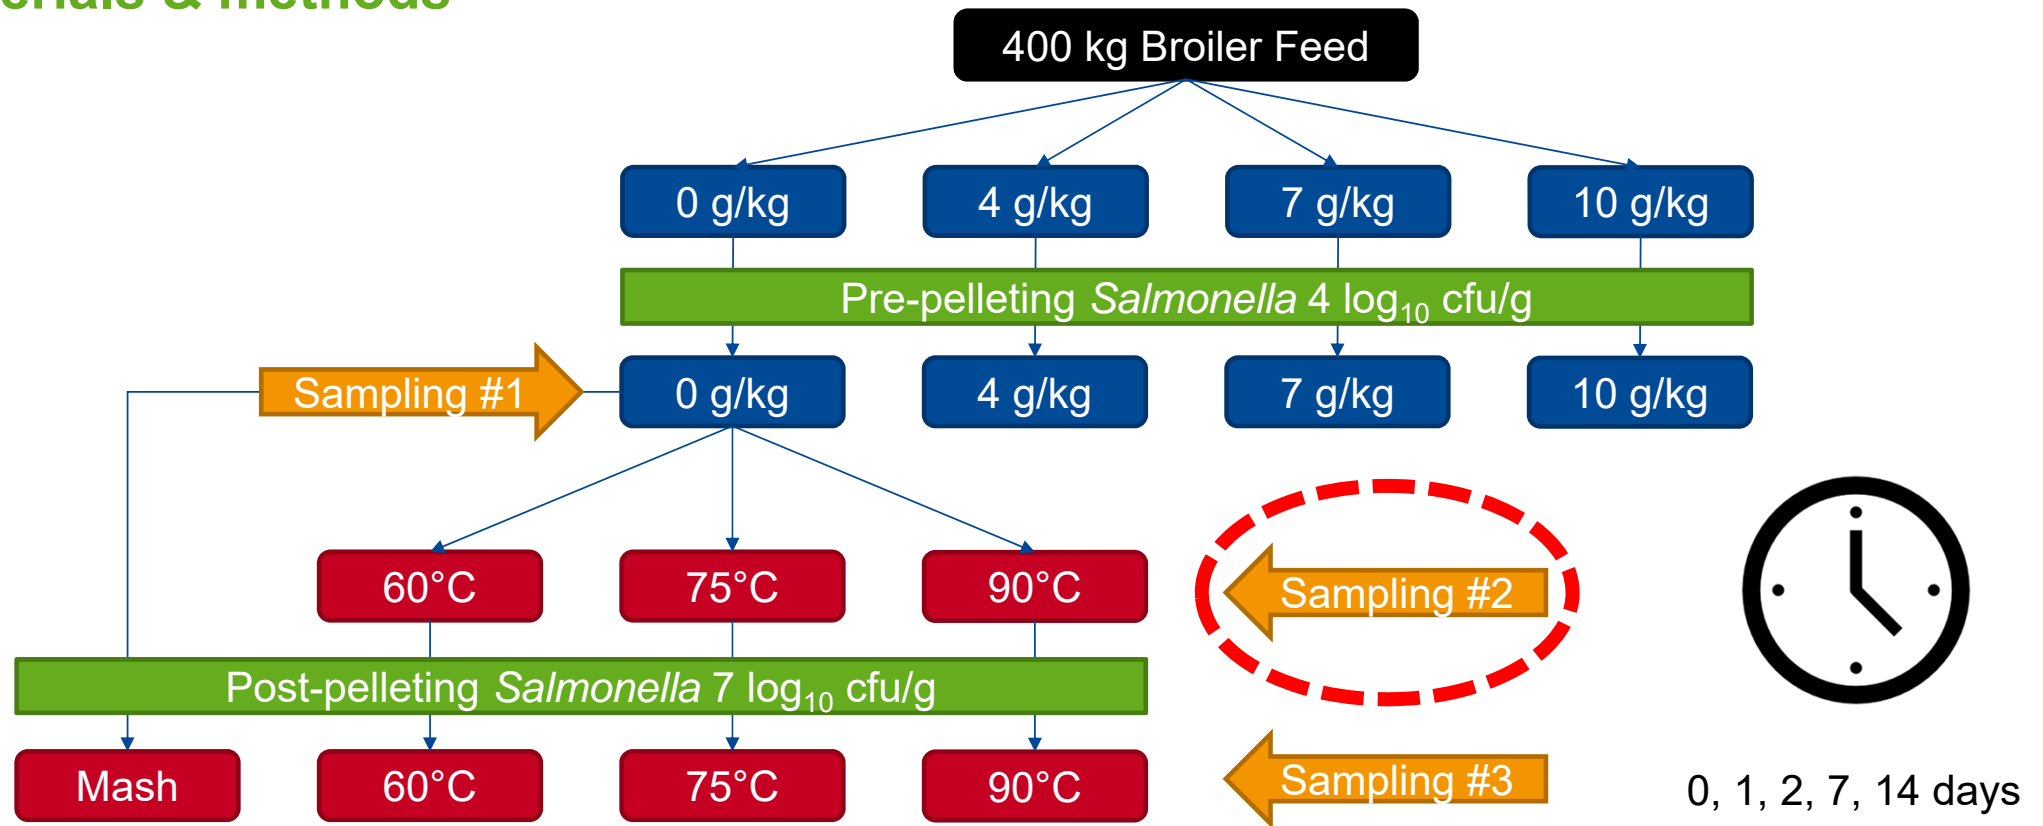 & methods
400 kg Broiler Feed
0 g/kg
4 g/kg
7 g/kg
10 g/kg
Pre-pelleting Salmonella 4 log₁₀ cfu/g
Sampling #1
0 g/kg
4 g/kg
7 g/kg
10 g/kg
60°C
75°C
90°C
Sampling #2
Post-pelleting Salmonella 7 log₁₀ cfu/g
Mash
60°C
75°C
90°C
Sampling #3
0, 1, 2, 7, 14 days